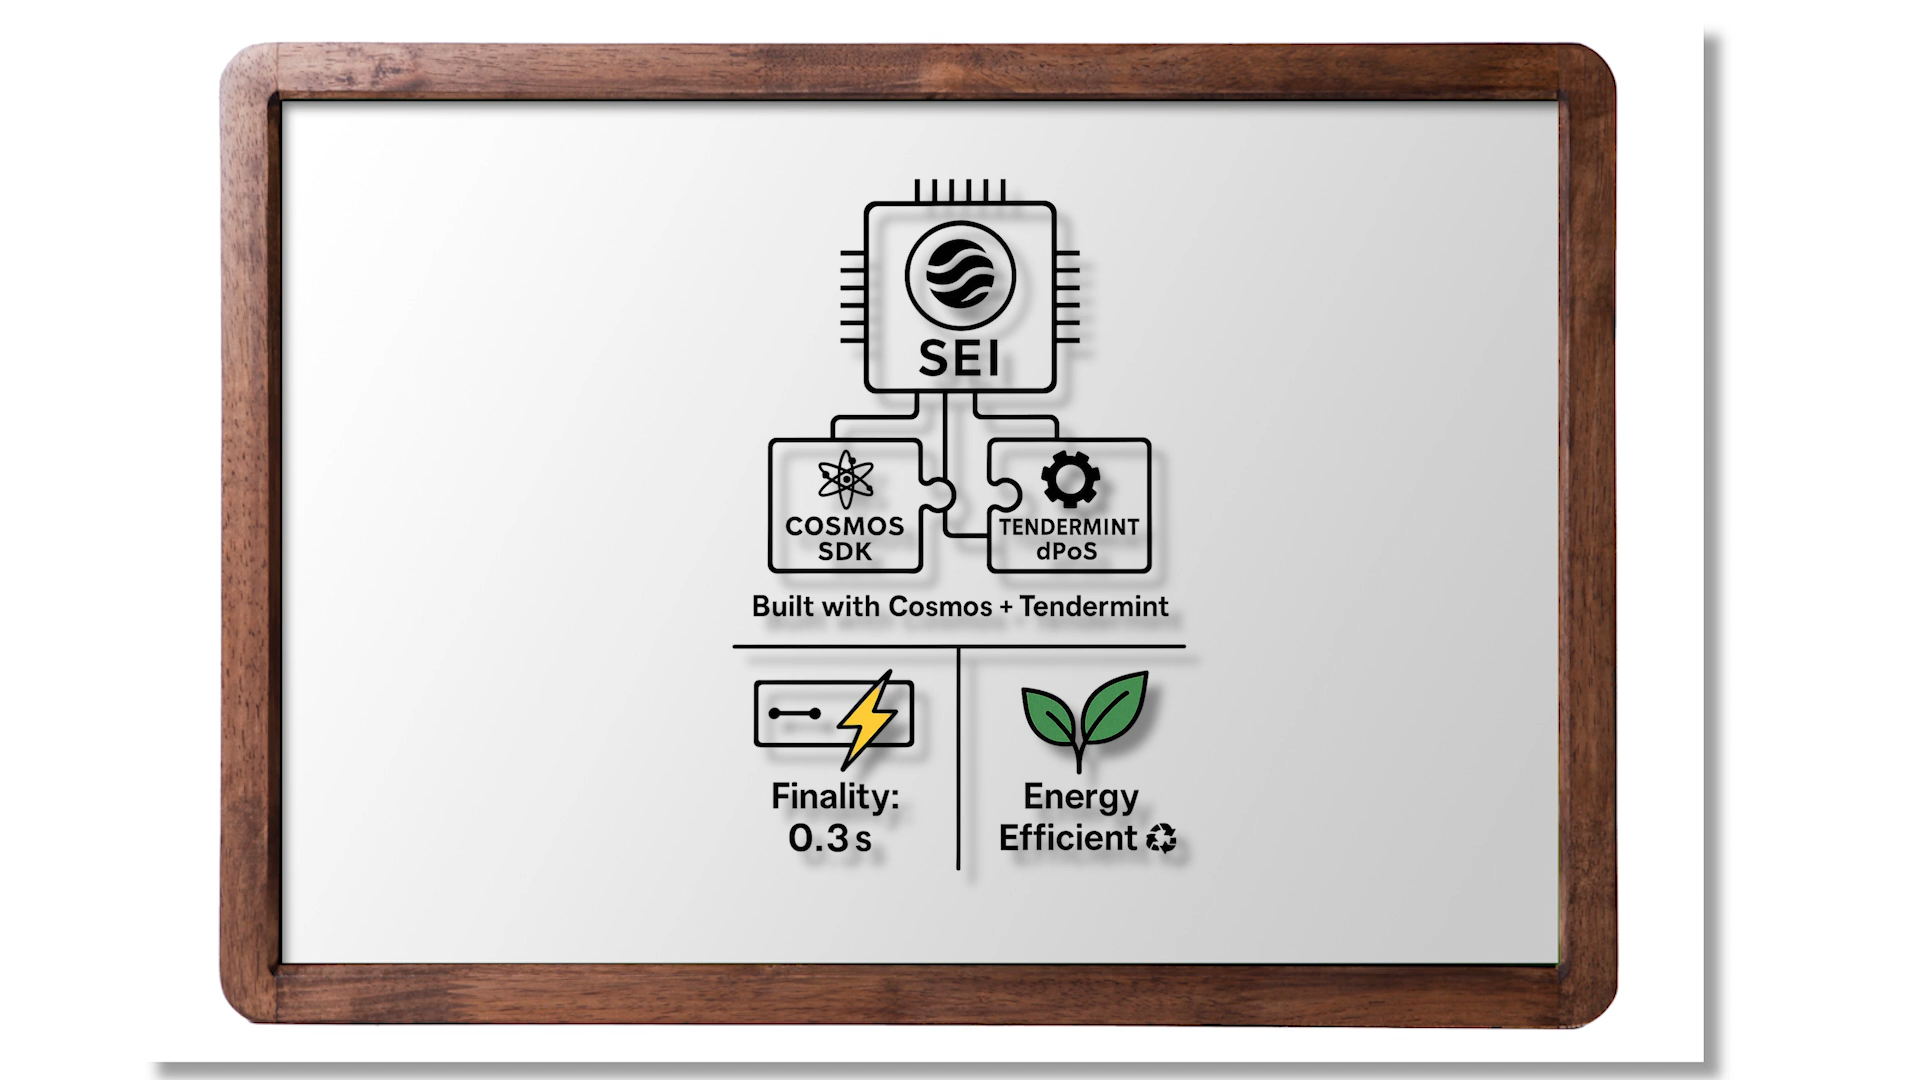 SEI
COSMOS
SDK
TENDERMINT
dPoS
Built with Cosmos + Tendermint
Finality:
0.3 s
Energy
Efficient